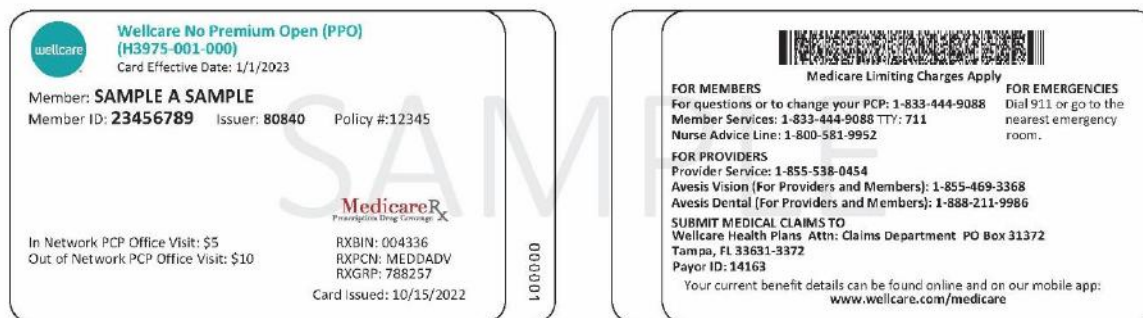 wellcare
Wellcare No Premium Open (PPO)
(H3975-001-000)
Card Effective Date: 1/1/2023
Member: SAMPLE A SAMPLE
Member ID: 23456789 Issuer: 80840 Policy #:12345
MedicareRx
Prescription Drug Coverage
In Network PCP Office Visit: $5
Out of Network PCP Office Visit: $10
RXBIN: 004336
RXPCN: MEDDADV
RXGRP: 788257
Card Issued: 10/15/2022
000001
SAMPLE
Medicare Limiting Charges Apply
FOR MEMBERS
For questions or to change your PCP: 1-833-444-9088
Member Services: 1-833-444-9088 TTY: 711
Nurse Advice Line: 1-800-581-9952
FOR EMERGENCIES
Dial 911 or go to the
nearest emergency
room.
FOR PROVIDERS
Provider Service: 1-855-538-0454
Avesis Vision (For Providers and Members): 1-855-469-3368
Avesis Dental (For Providers and Members): 1-888-211-9986
SUBMIT MEDICAL CLAIMS TO
Wellcare Health Plans Attn: Claims Department PO Box 31372
Tampa, FL 33631-3372
Payor ID: 14163
Your current benefit details can be found online and on our mobile app:
www.wellcare.com/medicare